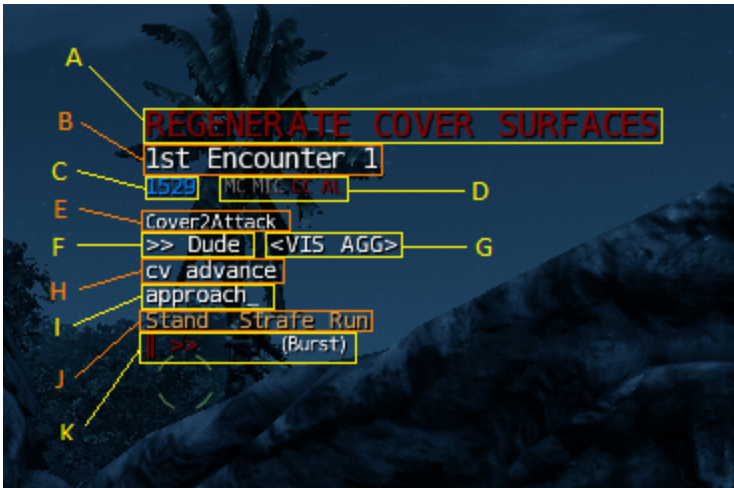 A
REGENERATE COVER SURFACES
B
1st Encounter 1
C
1529 MC MTC CC AL
D
E
Cover2Attack
F
>> Dude <VIS AGG>
G
H
cv advance
I
approach_
Stand Strafe Run
J
|| >> (Burst)
K